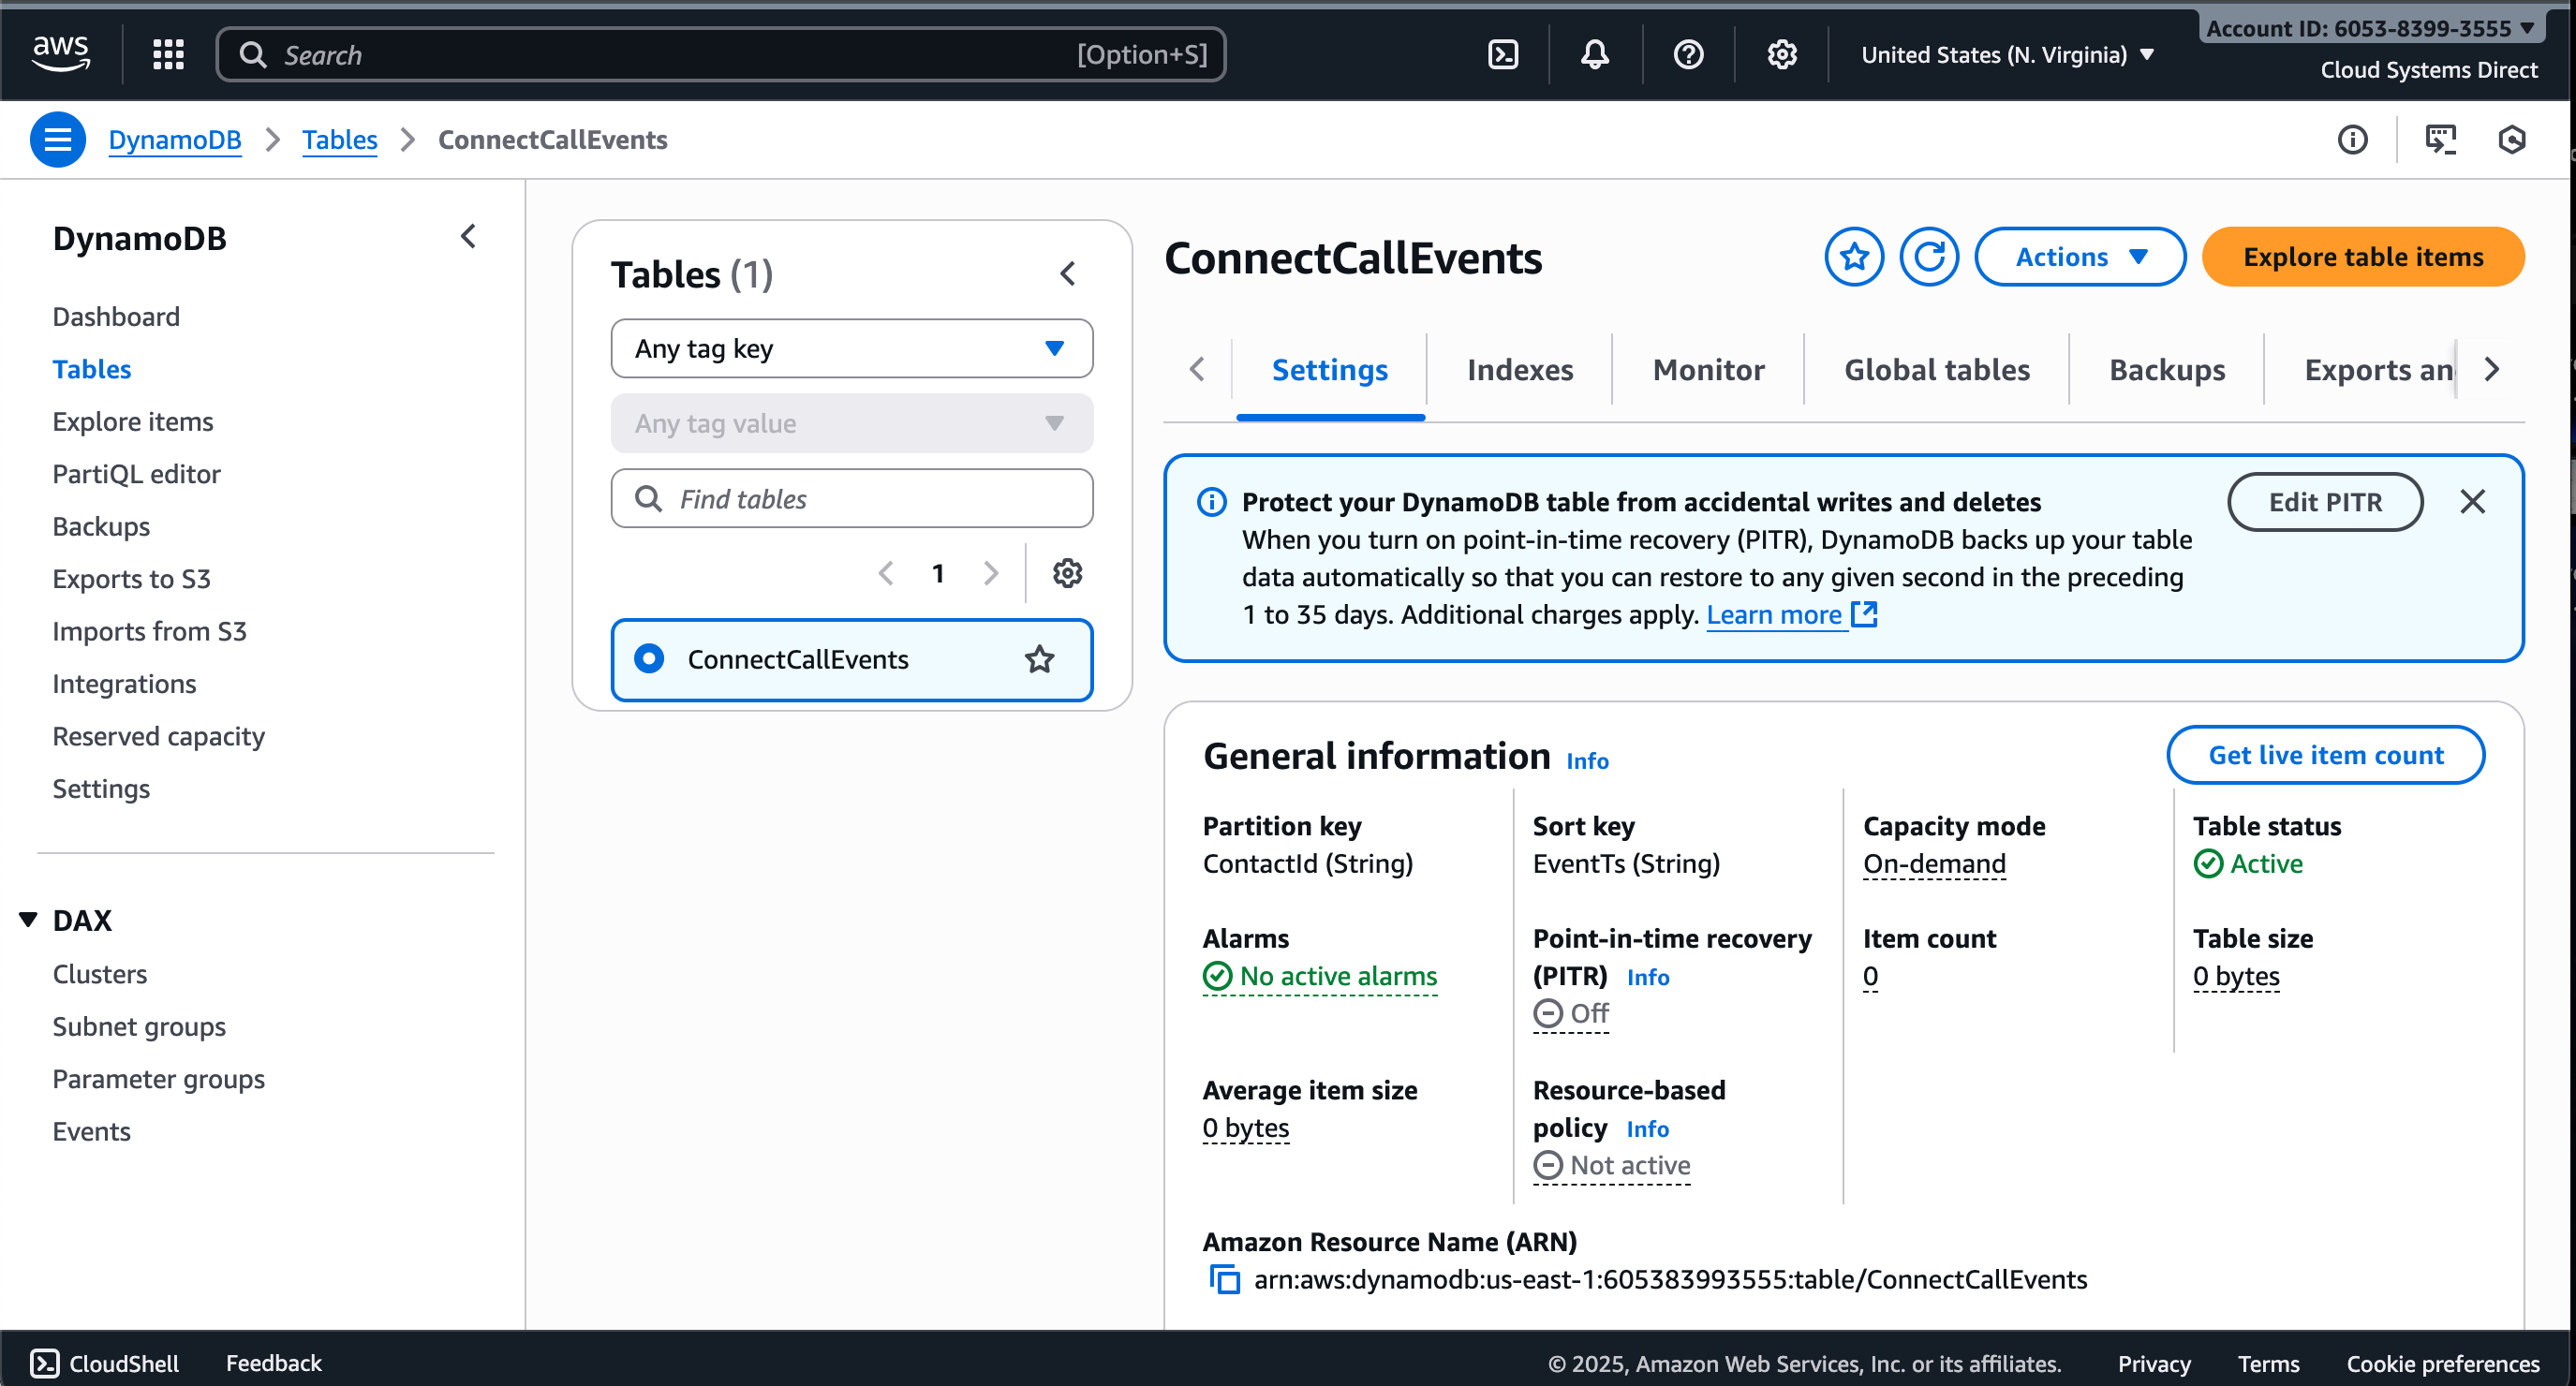 aws
Search
[Option+S]
United States (N. Virginia)
Account ID: 6053-8399-3555
Cloud Systems Direct
DynamoDB
Tables
ConnectCallEvents
DynamoDB
Dashboard
Tables
Explore items
PartiQL editor
Backups
Exports to S3
Imports from S3
Integrations
Reserved capacity
Settings
DAX
Clusters
Subnet groups
Parameter groups
Events
Tables (1)
Any tag key
Any tag value
Find tables
1
ConnectCallEvents
ConnectCallEvents
Actions
Explore table items
Settings
Indexes
Monitor
Global tables
Backups
Exports an
Protect your DynamoDB table from accidental writes and deletes
When you turn on point-in-time recovery (PITR), DynamoDB backs up your table
data automatically so that you can restore to any given second in the preceding
1 to 35 days. Additional charges apply. Learn more
Edit PITR
General information Info
Get live item count
Partition key
ContactId (String)
Sort key
EventTs (String)
Capacity mode
On-demand
Table status
Active
Alarms
No active alarms
Point-in-time recovery
(PITR) Info
Off
Item count
0
Table size
0 bytes
Average item size
0 bytes
Resource-based
policy Info
Not active
Amazon Resource Name (ARN)
arn:aws:dynamodb:us-east-1:605383993555:table/ConnectCallEvents
CloudShell
Feedback
© 2025, Amazon Web Services, Inc. or its affiliates.
Privacy
Terms
Cookie preferences